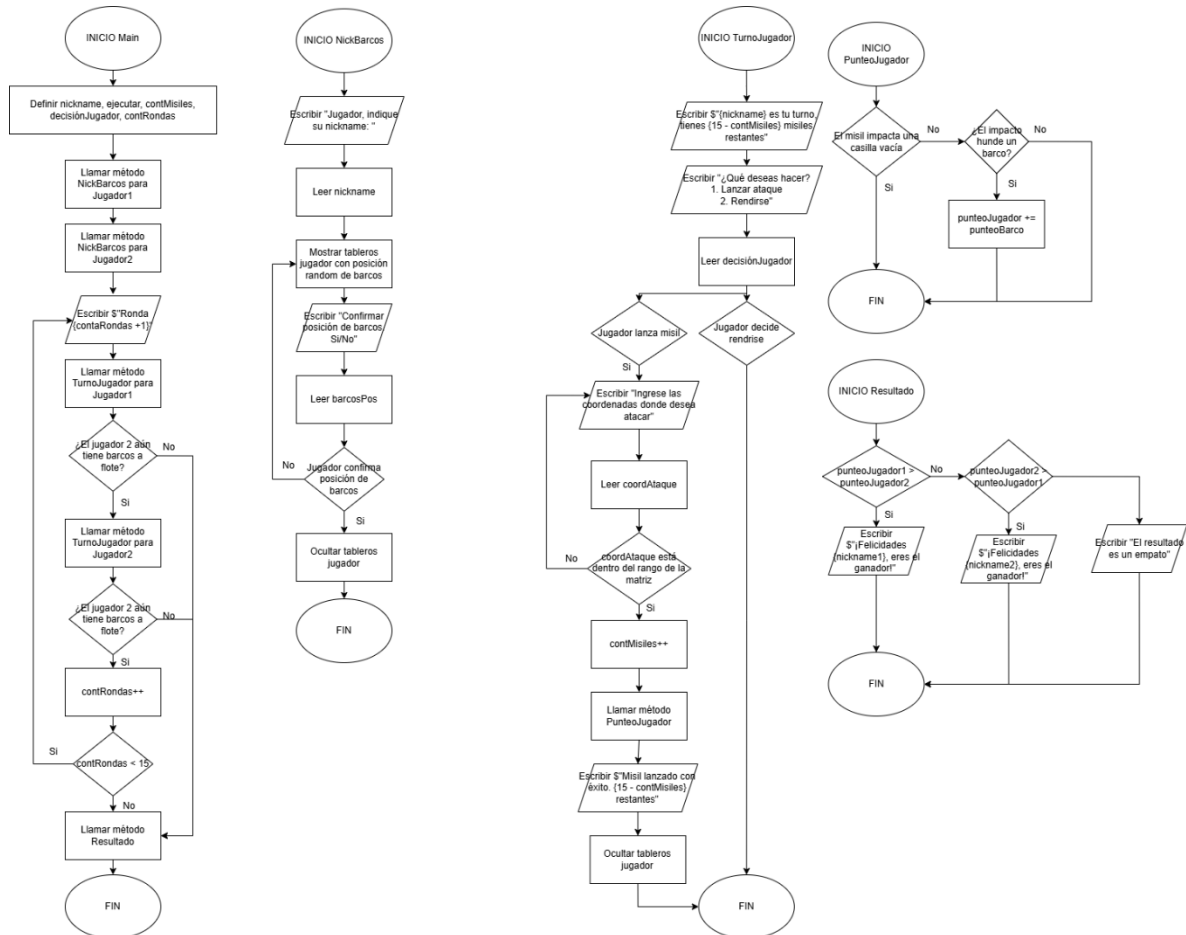 INICIO Main
Definir nickname, ejecutar, contMisiles,
decisiónJugador, contRondas
Llamar método
NickBarcos para
Jugador1
Llamar método
NickBarcos para
Jugador2
Escribir $"Ronda
{contaRondas +1}"
Llamar método
TurnoJugador para
Jugador1
¿El jugador 2 aún
tiene barcos a
flote?
No
Si
Llamar método
TurnoJugador para
Jugador2
¿El jugador 2 aún
tiene barcos a
flote?
No
Si
contRondas++
Si
contRondas < 15
No
Llamar método
Resultado
FIN
INICIO NickBarcos
Escribir "Jugador, indique
su nickname: "
Leer nickname
Mostrar tableros
jugador con posición
random de barcos
Escribir "Confirmar
posición de barcos
Si/No"
Leer barcosPos
No
Jugador confirma
posición de
barcos
Si
Ocultar tableros
jugador
FIN
INICIO TurnoJugador
Escribir $"{nickname} es tu turno,
tienes {15 - contMisiles} misiles
restantes"
Escribir "¿Qué deseas hacer?
1. Lanzar ataque
2. Rendirse"
Leer decisiónJugador
Jugador lanza misil
Jugador decide
rendrise
Si
Escribir "Ingrese las
coordenadas donde desea
atacar"
Leer coordAtaque
No
coordAtaque está
dentro del rango de la
matriz
Si
contMisiles++
Llamar método
PunteoJugador
Escribir $"Misil lanzado con
éxito. {15 - contMisiles}
restantes"
Ocultar tableros
jugador
FIN
INICIO
PunteoJugador
El misil impacta una
casilla vacía
No
¿El impacto
hunde un
barco?
No
Si
Si
punteoJugador +=
punteoBarco
FIN
INICIO Resultado
punteoJugador1 >
punteoJugador2
No
punteoJugador2 >
punteoJugador1
Si
Si
Escribir
$"¡Felicidades
{nickname1}, eres el
ganador!"
Escribir
$"¡Felicidades
{nickname2}, eres el
ganador!"
Escribir "El resultado
es un empato"
FIN